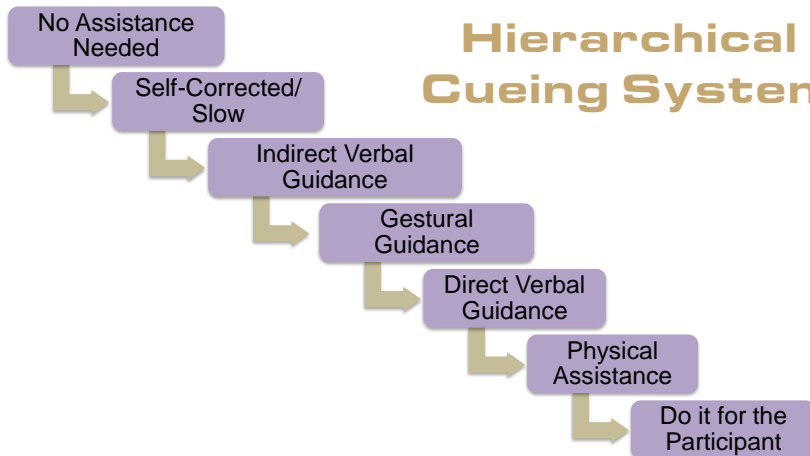 Hierarchical
Cueing System
No Assistance
Needed
Self-Corrected/
Slow
Indirect Verbal
Guidance
Gestural
Guidance
Direct Verbal
Guidance
Physical
Assistance
Do it for the
Participant